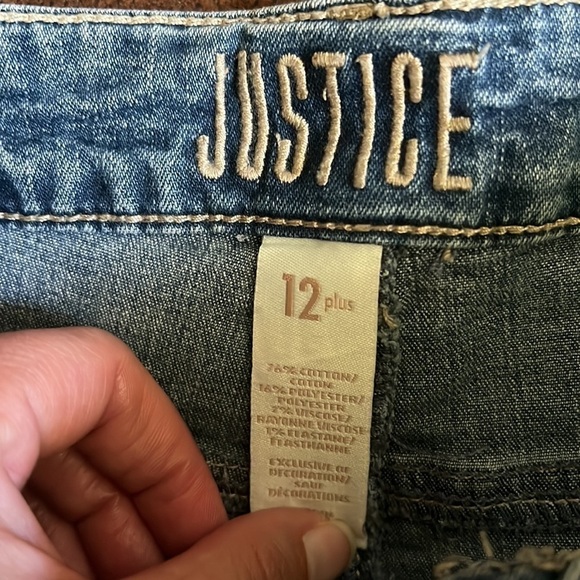 JUSTICE
12 plus
76% COTTON/
COTON
16% POLYESTER/
POLYESTER
7% VISCOSE/
RAYONNE VISCOSE
1% ELASTANE/
ELASTHANNE
EXCLUSIVE OF
DECORATION/
SAUF
DÉCORATIONS